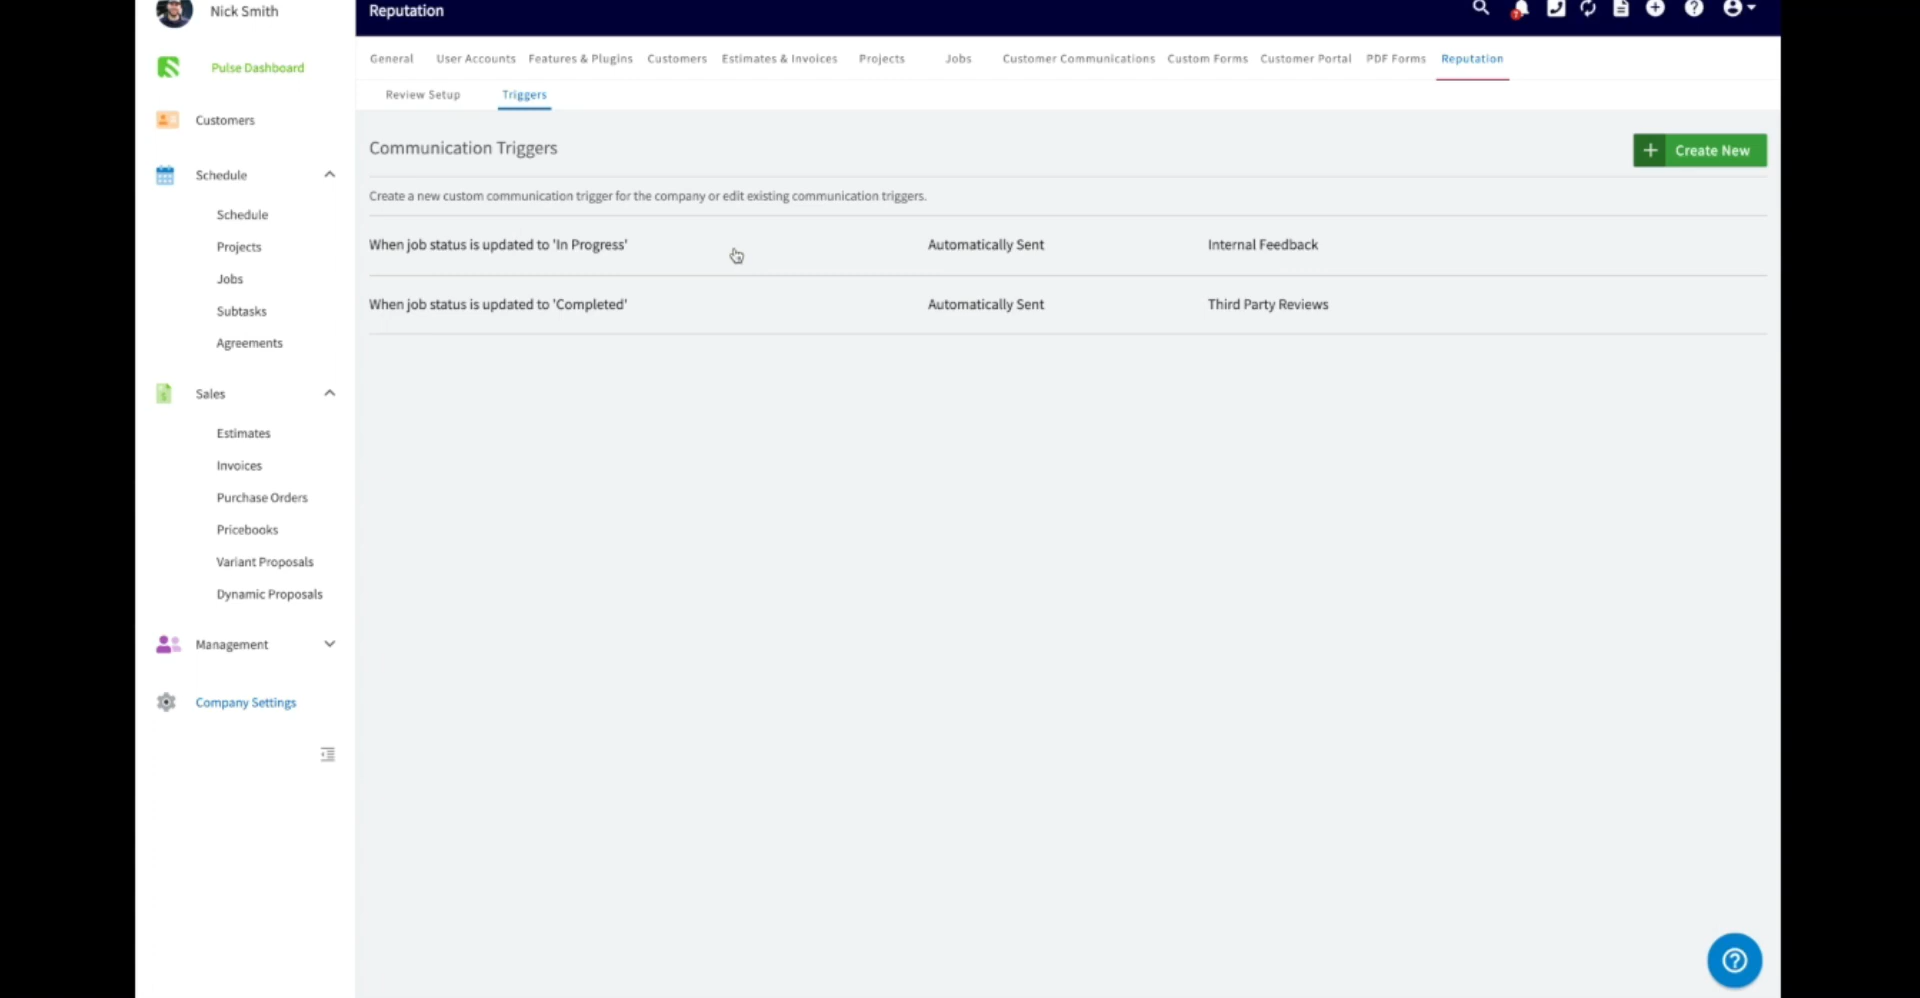 Nick Smith
Reputation
7
Pulse Dashboard
General User Accounts Features & Plugins Customers Estimates & Invoices Projects Jobs Customer Communications Custom Forms Customer Portal PDF Forms Reputation
Review Setup Triggers
Customers
Communication Triggers
+ Create New
Schedule
Create a new custom communication trigger for the company or edit existing communication triggers.
Schedule
Projects
When job status is updated to 'In Progress' Automatically Sent Internal Feedback
Jobs
When job status is updated to 'Completed' Automatically Sent Third Party Reviews
Subtasks
Agreements
Sales
Estimates
Invoices
Purchase Orders
Pricebooks
Variant Proposals
Dynamic Proposals
Management
Company Settings